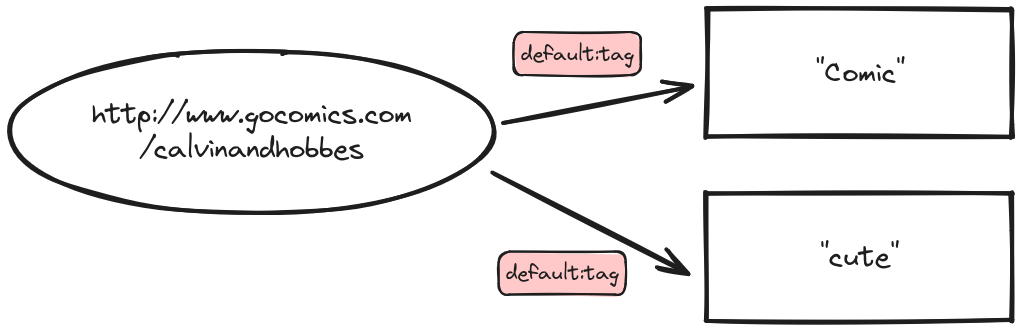 default:tag
"Comic"
http://www.gocomics.com
/calvinandhobbes
"cute"
default:tag